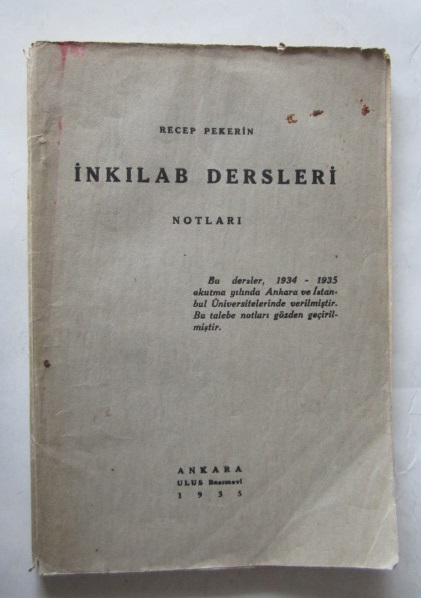 RECEP PEKERİN
İNKILAB DERSLERİ
NOTLARI
Bu dersler, 1934 - 1935
okutma yılında Ankara ve İstan-
bul Üniversitelerinde verilmiştir.
Bu talebe notları gözden geçiril-
miştir.
ANKARA
ULUS Basımevi
1935